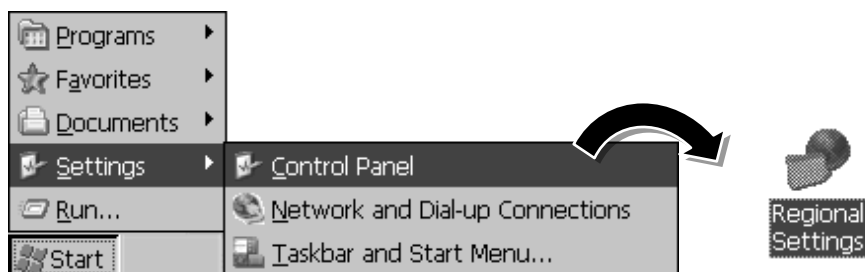 Programs
Favorites
Documents
Settings
Run...
Start
Control Panel
Network and Dial-up Connections
Taskbar and Start Menu...
Regional
Settings